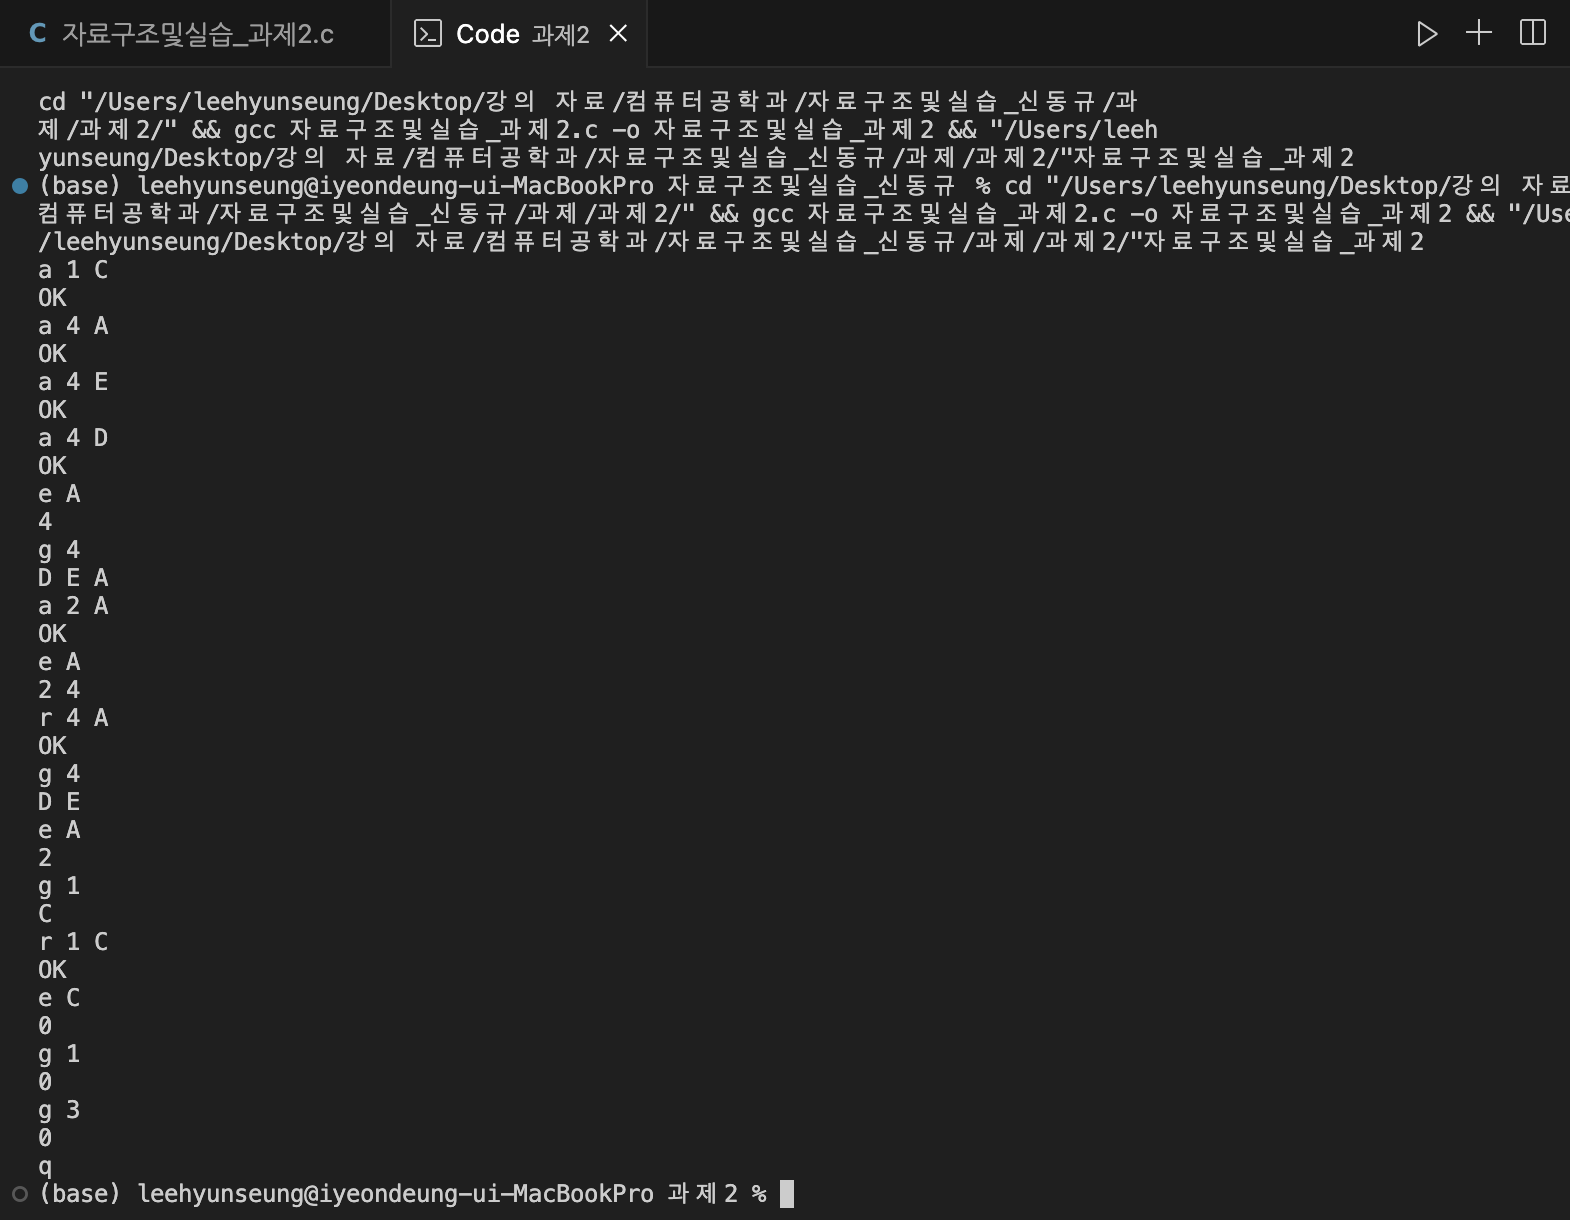 C 자료구조및실습_과제2.c
Code 과제2
cd "/Users/leehyunseung/Desktop/강의 자료/컴퓨터공학과/자료구조및실습_신동규/과
제/과제2/" && gcc 자료구조및실습_과제2.c -o 자료구조및실습_과제2 && "/Users/leeh
yunseung/Desktop/강의 자료/컴퓨터공학과/자료구조및실습_신동규/과제/과제2/"자료구조및실습_과제2
(base) leehyunseung@iyeondeung-ui-MacBookPro 자료구조및실습_신동규 % cd "/Users/leehyunseung/Desktop/강의 자료
컴퓨터공학과/자료구조및실습_신동규/과제/과제2/" && gcc 자료구조및실습_과제2.c -o 자료구조및실습_과제2 && "/Use
/leehyunseung/Desktop/강의 자료/컴퓨터공학과/자료구조및실습_신동규/과제/과제2/"자료구조및실습_과제2
a 1 C
OK
a 4 A
OK
a 4 E
OK
a 4 D
OK
e A
4
g 4
D E A
a 2 A
OK
e A
2 4
r 4 A
OK
g 4
D E
e A
2
g 1
C
r 1 C
OK
e C
0
g 1
0
g 3
0
q
(base) leehyunseung@iyeondeung-ui-MacBookPro 과제2 %